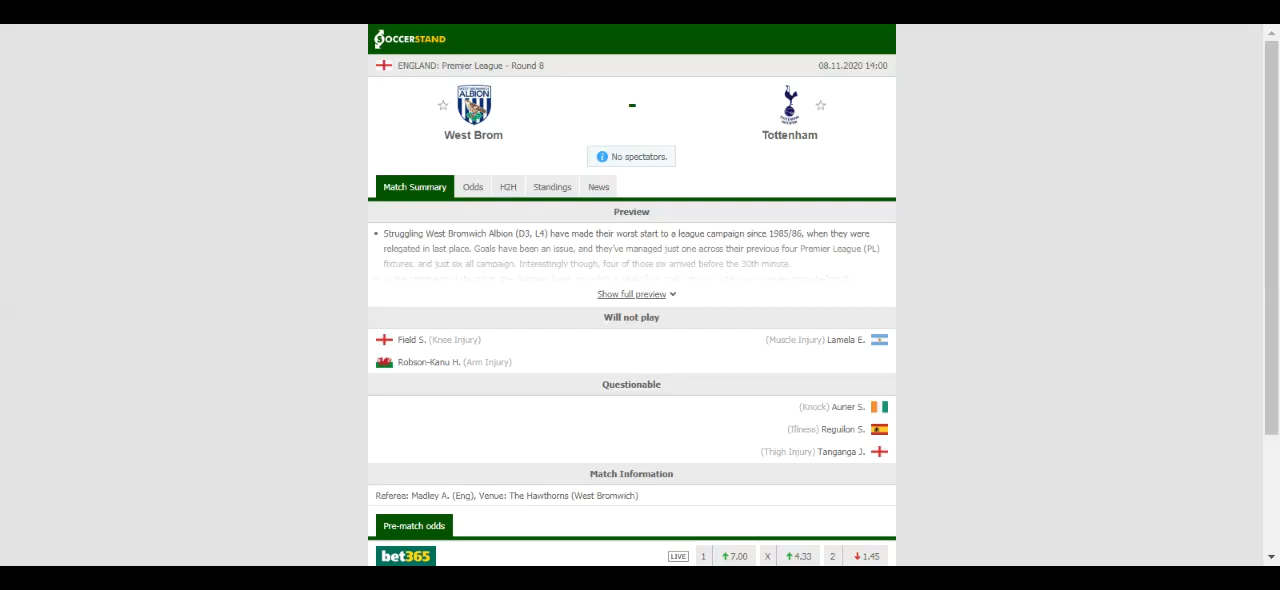 SOCCERSTAND
ENGLAND: Premier League - Round 8 08.11.2020 14:00
ALBION
-
West Brom Tottenham
No spectators.
Match Summary Odds H2H Standings News
Preview
Struggling West Bromwich Albion (D3, L4) have made their worst start to a league campaign since 1985/86, when they were
relegated in last place. Goals have been an issue, and they've managed just one across their previous four Premier League (PL)
fixtures, and just six all campaign. Interestingly though, four of those six arrived before the 30th minute.
Show full preview
Will not play
Field S. (Knee Injury) (Muscle Injury) Lamela E.
Robson-Kanu H. (Arm Injury)
Questionable
(Knock) Aurier S.
(Illness) Reguilon S.
(Thigh Injury) Tanganga J.
Match Information
Referee: Madley A. (Eng), Venue: The Hawthorns (West Bromwich)
Pre-match odds
bet365 LIVE 1 7.00 X 4.33 2 1.45